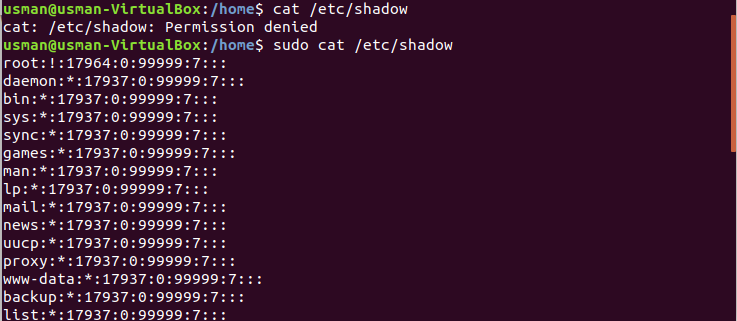 usman@usman-VirtualBox:/home$ cat /etc/shadow
cat: /etc/shadow: Permission denied
usman@usman-VirtualBox:/home$ sudo cat /etc/shadow
root:!:17964:0:99999:7:::
daemon:*:17937:0:99999:7:::
bin:*:17937:0:99999:7:::
sys:*:17937:0:99999:7:::
sync:*:17937:0:99999:7:::
games:*:17937:0:99999:7:::
man:*:17937:0:99999:7:::
lp:*:17937:0:99999:7:::
mail:*:17937:0:99999:7:::
news:*:17937:0:99999:7:::
uucp:*:17937:0:99999:7:::
proxy:*:17937:0:99999:7:::
www-data:*:17937:0:99999:7:::
backup:*:17937:0:99999:7:::
list:*:17937:0:99999:7:::